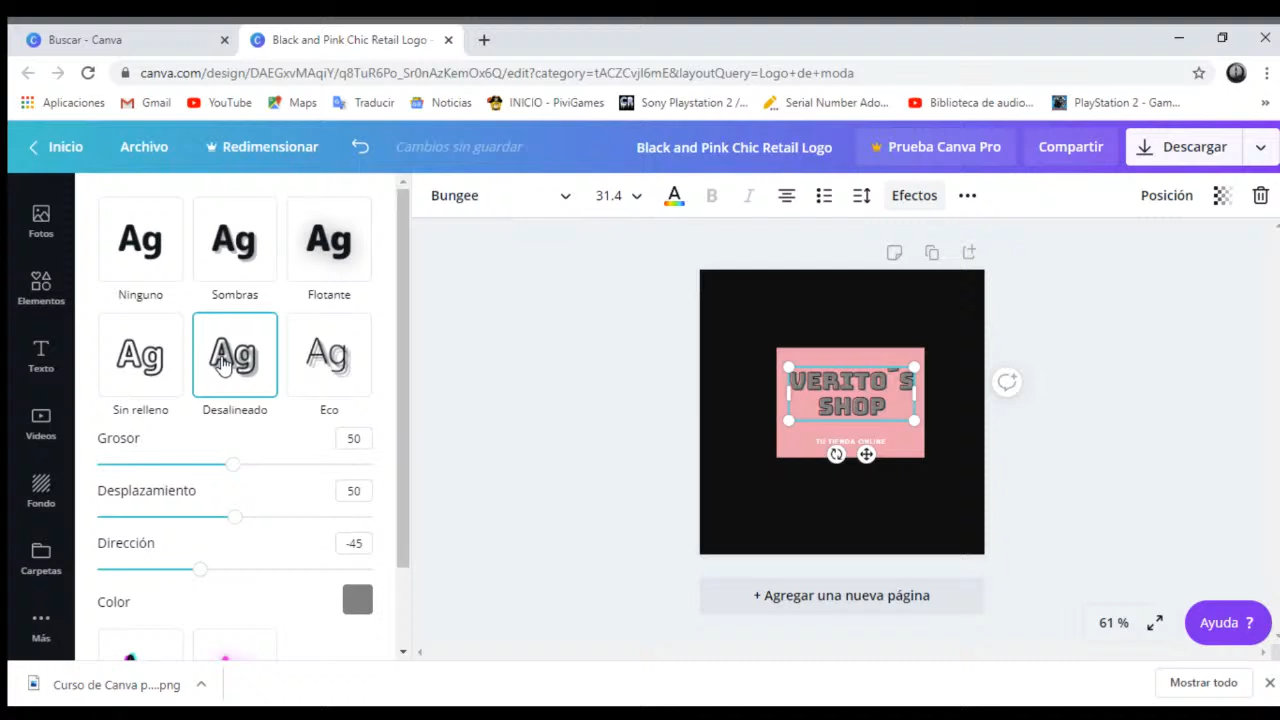 Buscar - Canva
Black and Pink Chic Retail Logo -
canva.com/design/DAEGxvMAqiY/q8TuR6Po_Sr0nAzKemOx6Q/edit?category=tACZCvjI6mE&layoutQuery=Logo+de+moda
Aplicaciones Gmail YouTube Maps Traducir Noticias INICIO - PiviGames Sony Playstation 2 /... Serial Number Ado... Biblioteca de audio... PlayStation 2 - Gam... »
Inicio Archivo Redimensionar Cambios sin guardar Black and Pink Chic Retail Logo Prueba Canva Pro Compartir Descargar
Bungee 31.4 A B I Efectos ••• Posición
Fotos
Elementos
Texto
Videos
Fondo
Carpetas
Más
Ag Ag Ag
Ninguno Sombras Flotante
Ag Ag Ag
Sin relleno Desalineado Eco
Grosor 50
Desplazamiento 50
Dirección -45
Color
VERITO´S
SHOP
TU TIENDA ONLINE
+ Agregar una nueva página
61 %
Ayuda ?
Curso de Canva p....png
Mostrar todo